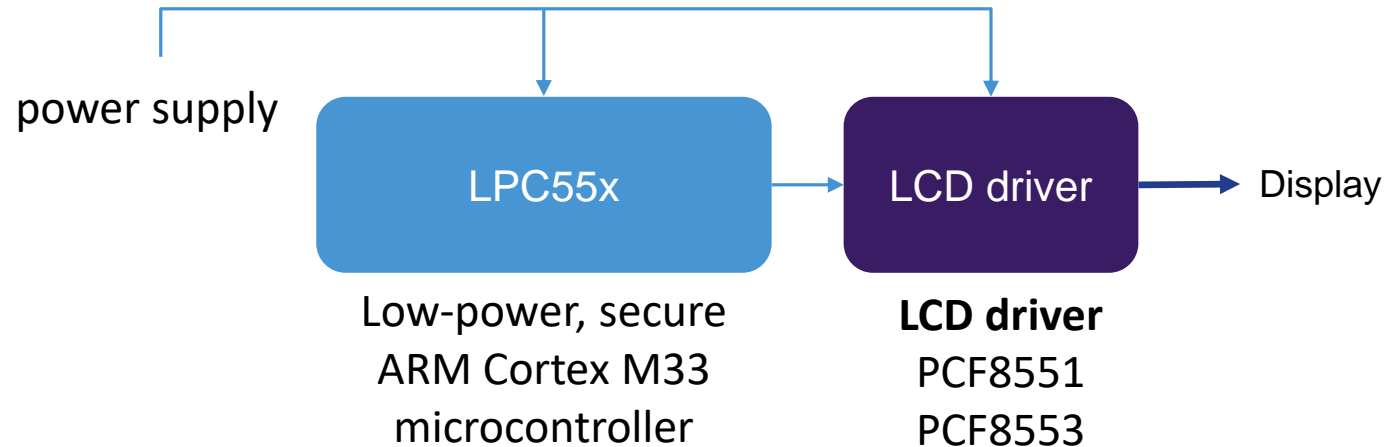 power supply
LPC55x
LCD driver
Display
Low-power, secure
ARM Cortex M33
microcontroller
LCD driver
PCF8551
PCF8553